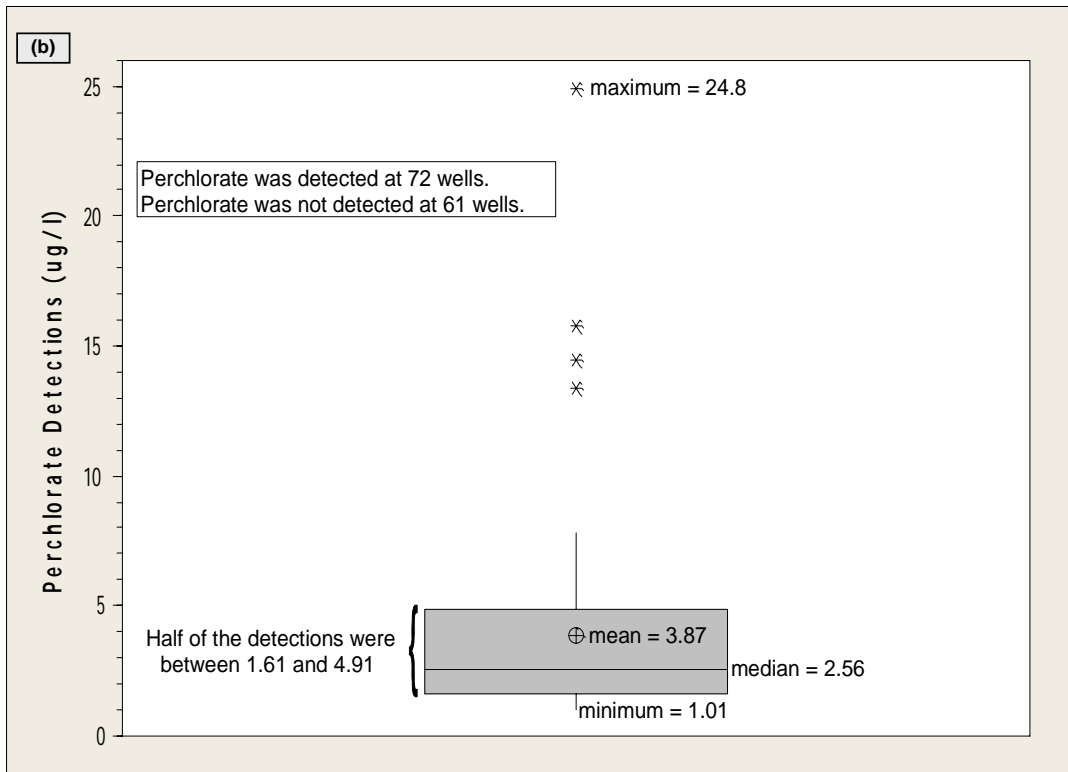 (b)
25
20
15
10
5
0
Perchlorate Detections (ug/l)
maximum = 24.8
Perchlorate was detected at 72 wells.
Perchlorate was not detected at 61 wells.
Half of the detections were
between 1.61 and 4.91
mean = 3.87
median = 2.56
minimum = 1.01